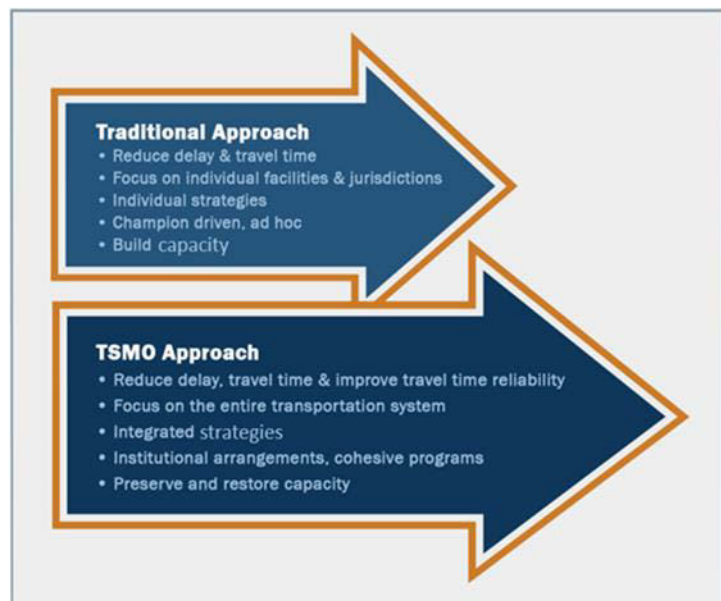 Traditional Approach
• Reduce delay & travel time
• Focus on individual facilities & jurisdictions
• Individual strategies
• Champion driven, ad hoc
• Build capacity
TSMO Approach
• Reduce delay, travel time & improve travel time reliability
• Focus on the entire transportation system
• Integrated strategies
• Institutional arrangements, cohesive programs
• Preserve and restore capacity